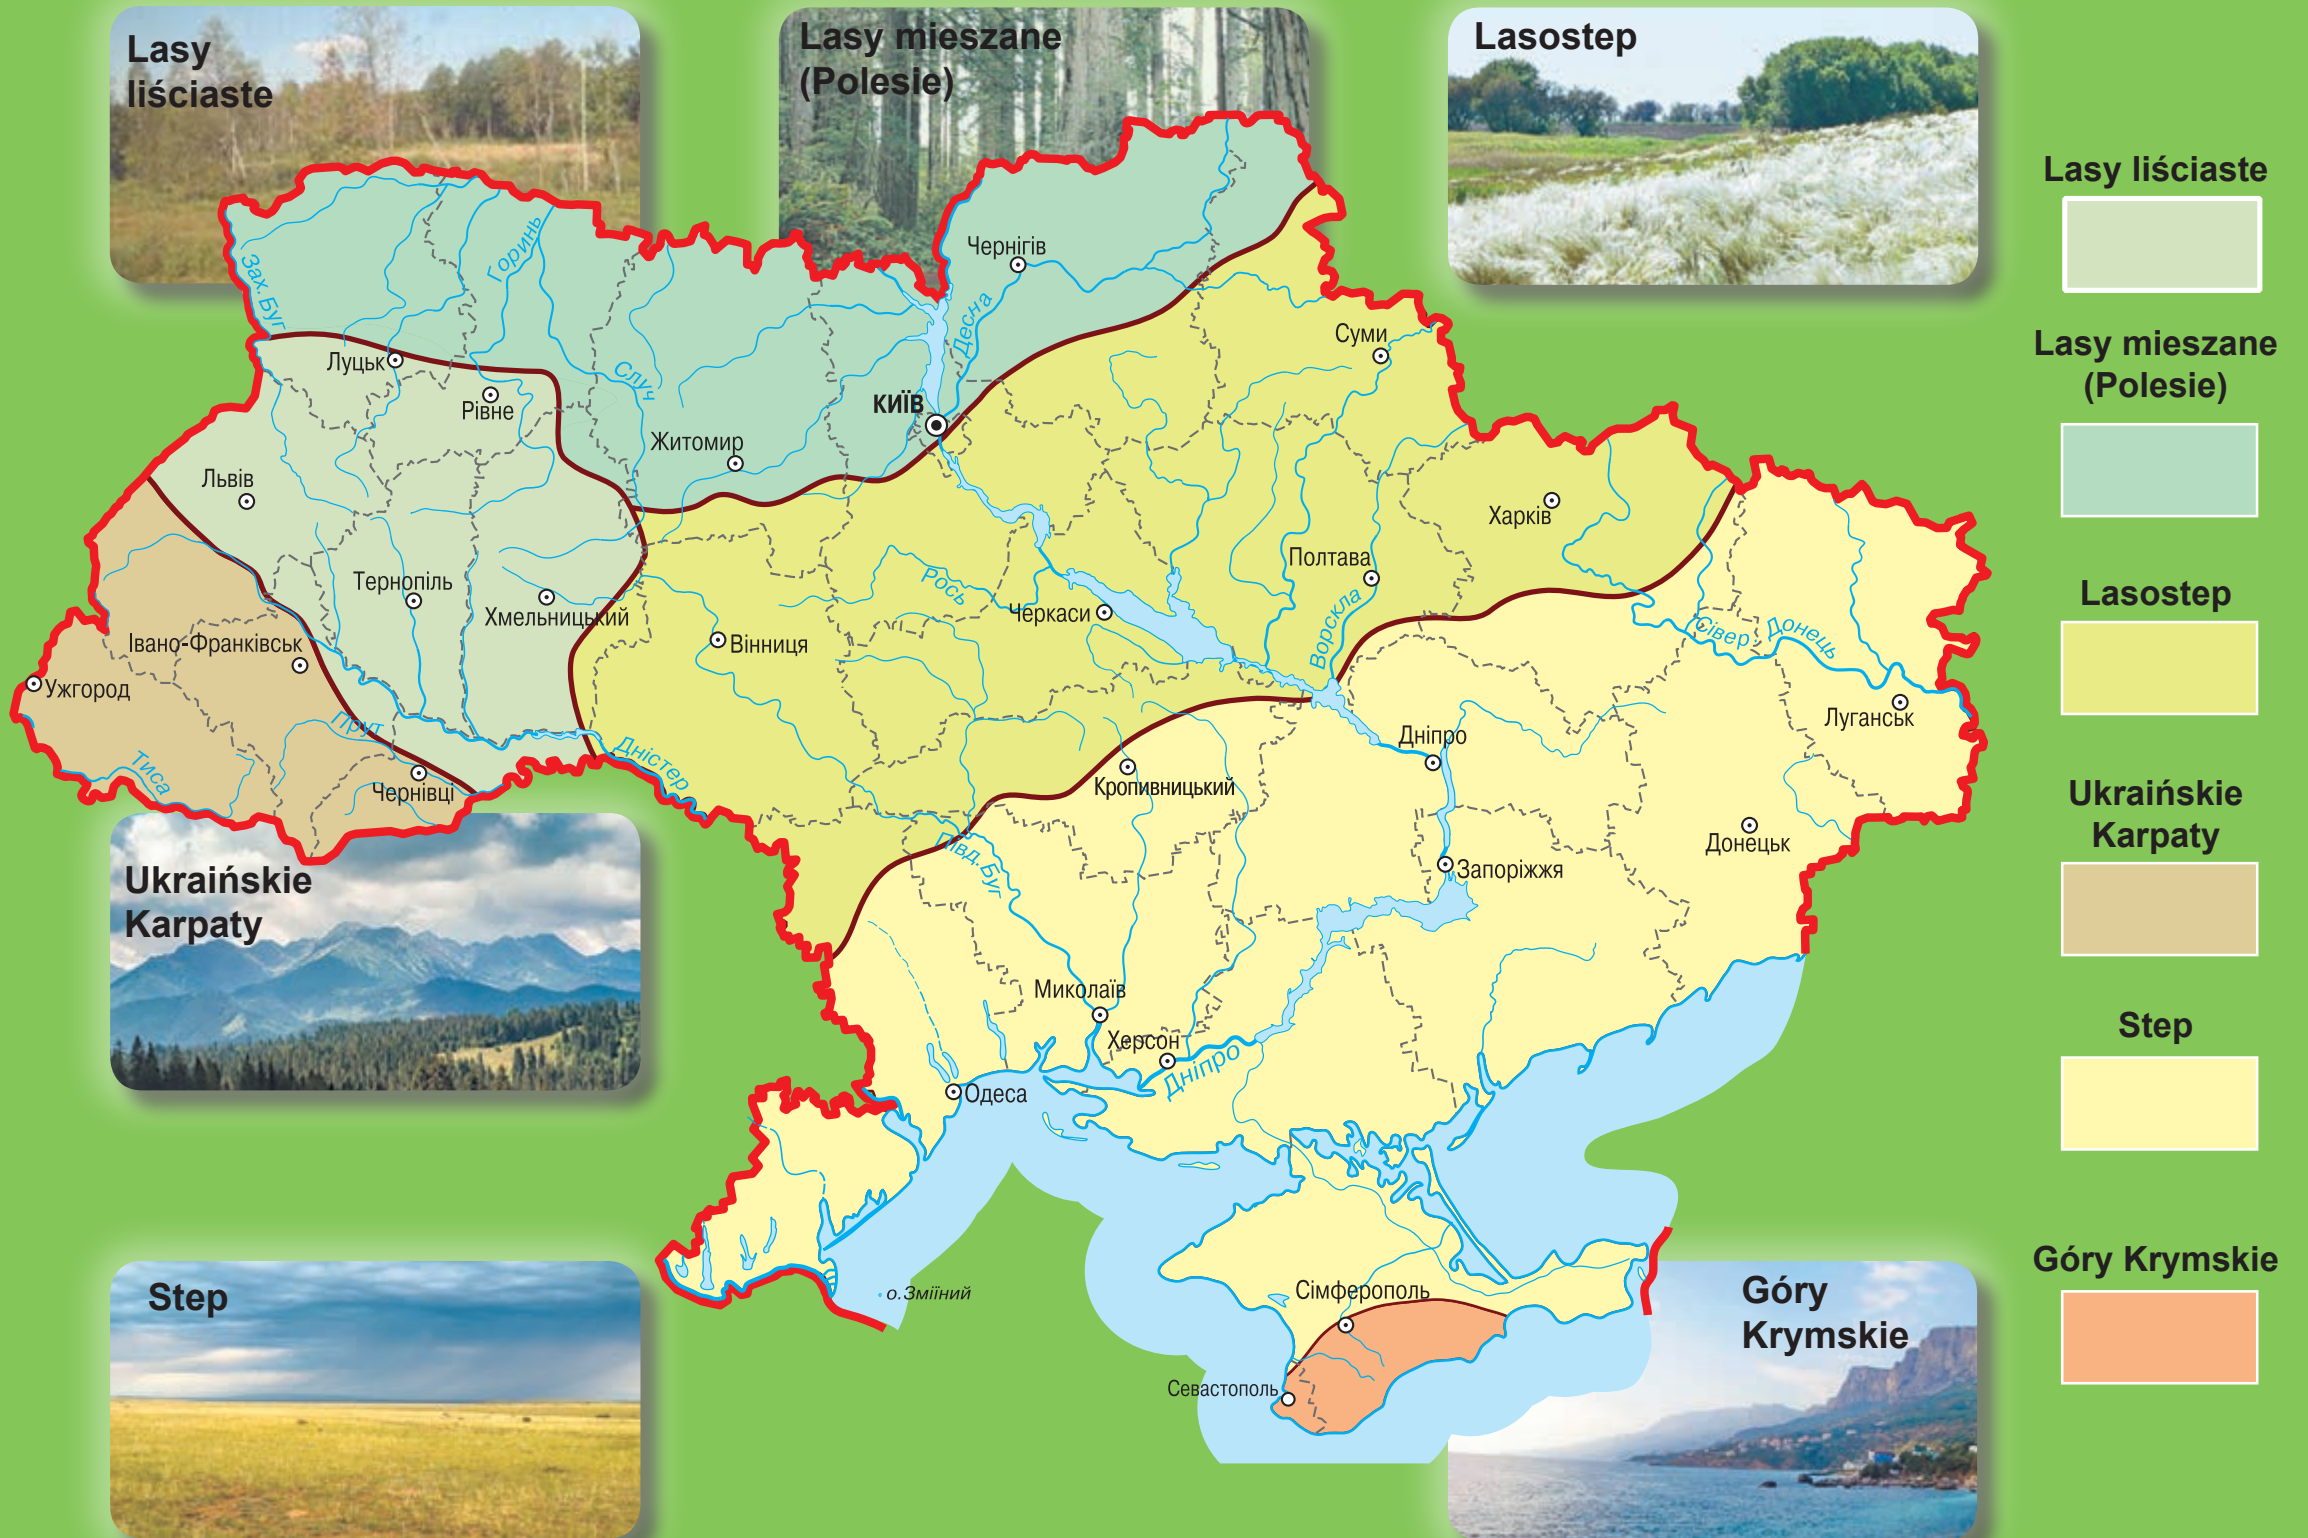 Lasy
liściaste
Lasy mieszane
(Polesie)
Lasostep
Lasy liściaste
Lasy mieszane
(Polesie)
Lasostep
Ukraińskie
Karpaty
Step
Góry Krymskie
Чернігів
Зах. Буг
Горинь
Десна
Суми
Луцьк
Рівне
Случ
КИЇВ
Житомир
Львів
Харків
Полтава
Тернопіль
Хмельницький
Рось
Черкаси
Ворскла
Сівер. Донець
Івано-Франківськ
Вінниця
Ужгород
Луганськ
Прут
Тиса
Дністер
Дніпро
Чернівці
Кропивницький
Донецьк
Півд. Буг
Запоріжжя
Ukraińskie
Karpaty
Миколаїв
Херсон
Дніпро
Одеса
о.Зміїний
Сімферополь
Севастополь
Step
Góry
Krymskie